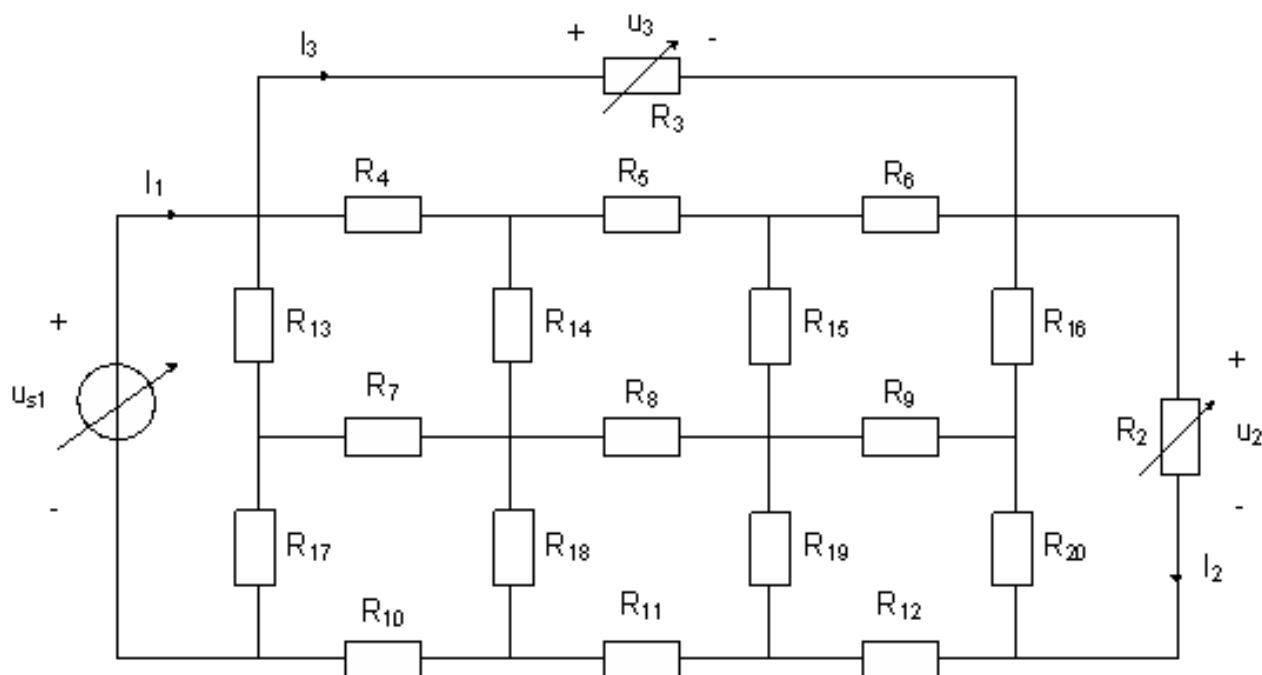 + u3 -
I3
R3
R4 R5 R6
I1
+
R13 R14 R15 R16
+
us1
R7 R8 R9
R2 u2
-
-
R17 R18 R19 R20
I2
R10 R11 R12